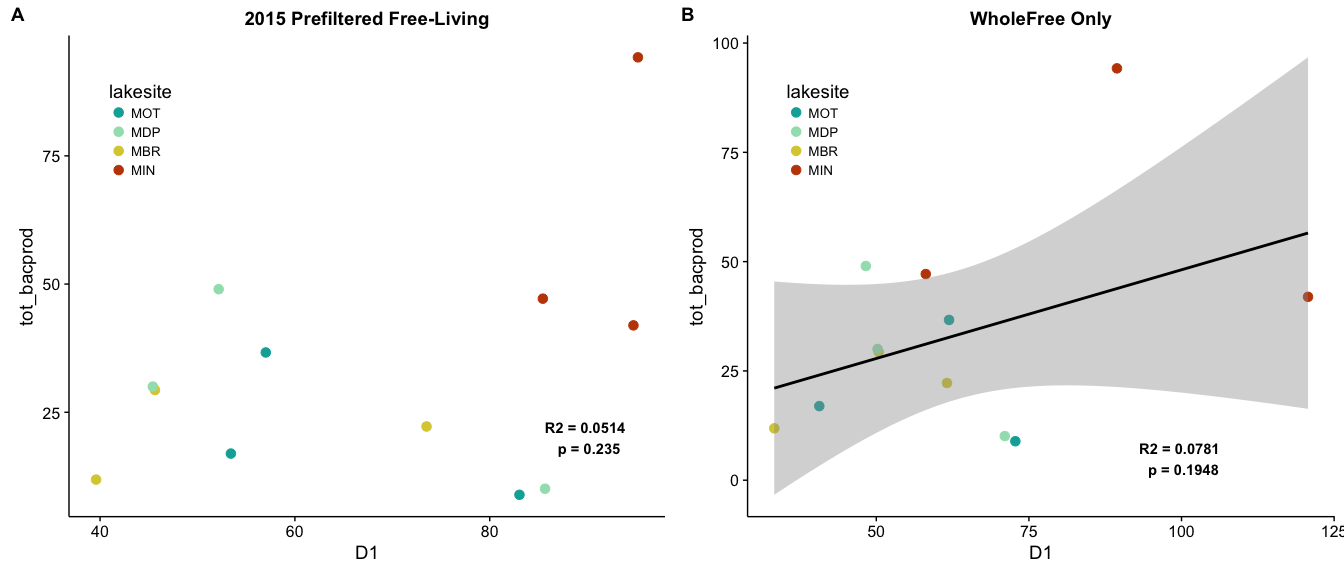 A
2015 Prefiltered Free-Living
lakesite
MOT
MDP
MBR
MIN
75
50
25
tot_bacprod
R2 = 0.0514
p = 0.235
40
60
80
D1
B
WholeFree Only
lakesite
MOT
MDP
MBR
MIN
100
75
50
25
0
tot_bacprod
R2 = 0.0781
p = 0.1948
50
75
100
125
D1